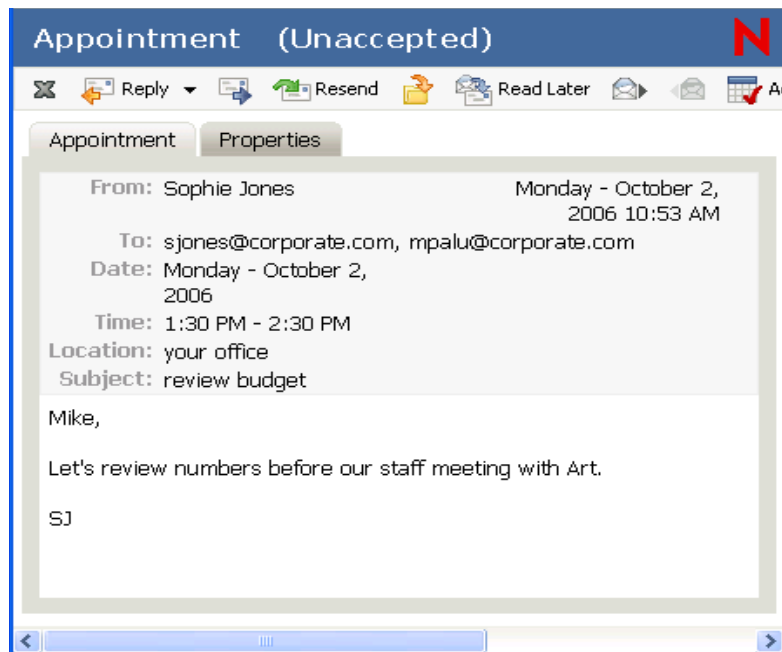 Appointment (Unaccepted) N
Reply Resend Read Later
Appointment Properties
From: Sophie Jones Monday - October 2,
2006 10:53 AM
To: sjones@corporate.com, mpalu@corporate.com
Date: Monday - October 2,
2006
Time: 1:30 PM - 2:30 PM
Location: your office
Subject: review budget
Mike,
Let's review numbers before our staff meeting with Art.
SJ